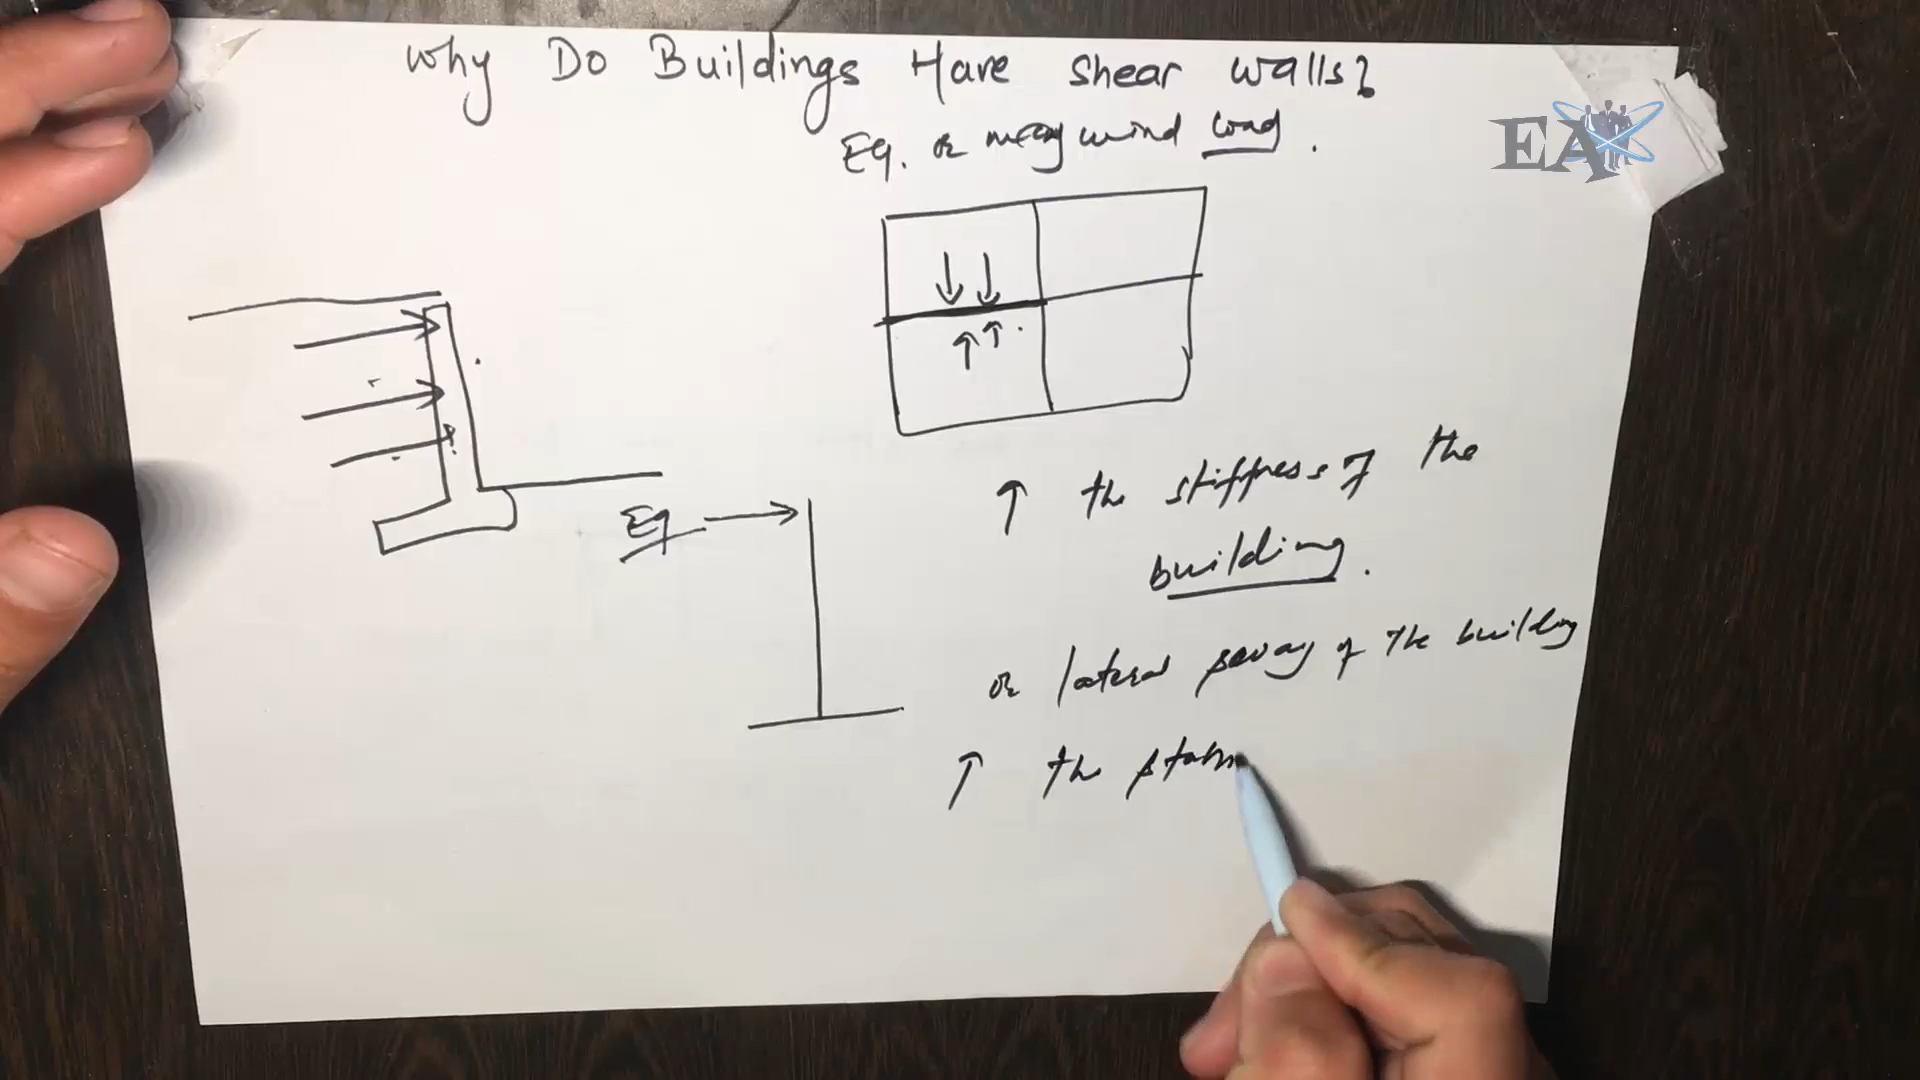 Why Do Buildings Have Shear walls?
Eq. or wind load.
EA
↑ the stiffness of the
building.
Eq
or lateral sway of the building
↑ the stab